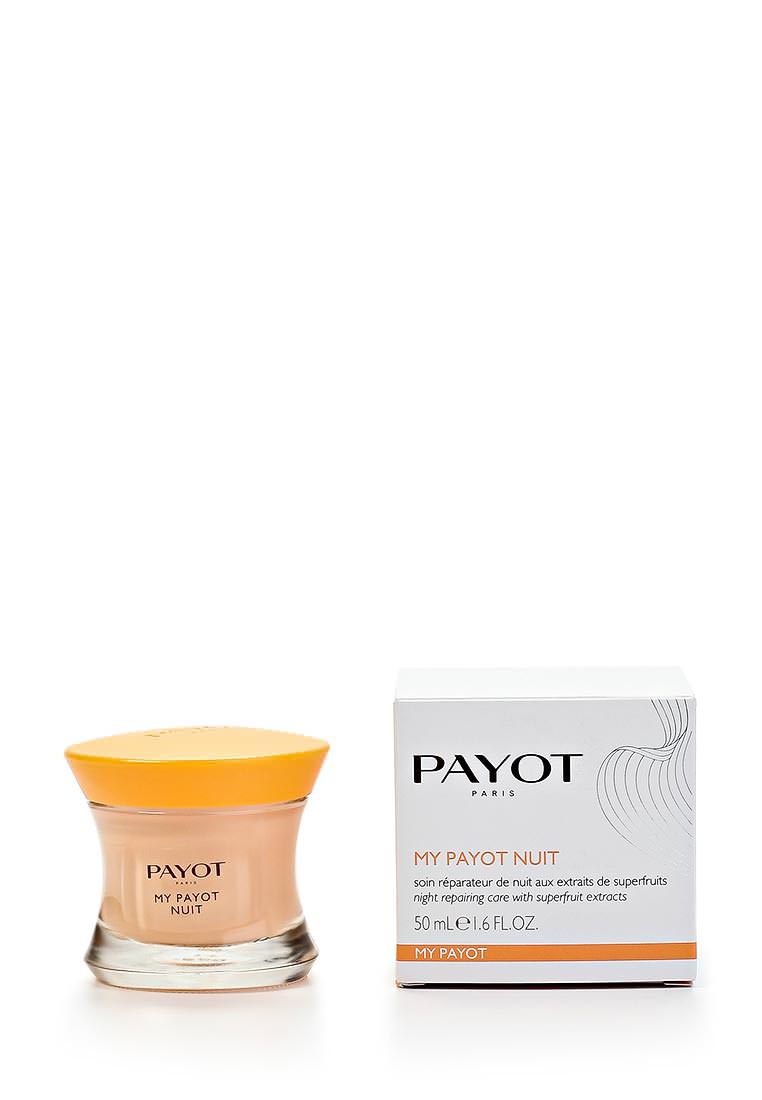 PAYOT
PARIS
MY PAYOT
NUIT
PAYOT
PARIS
MY PAYOT NUIT
soin réparateur de nuit aux extraits de superfruits
night repairing care with superfruit extracts
50 mL ℮ 1.6 FL.OZ.
MY PAYOT